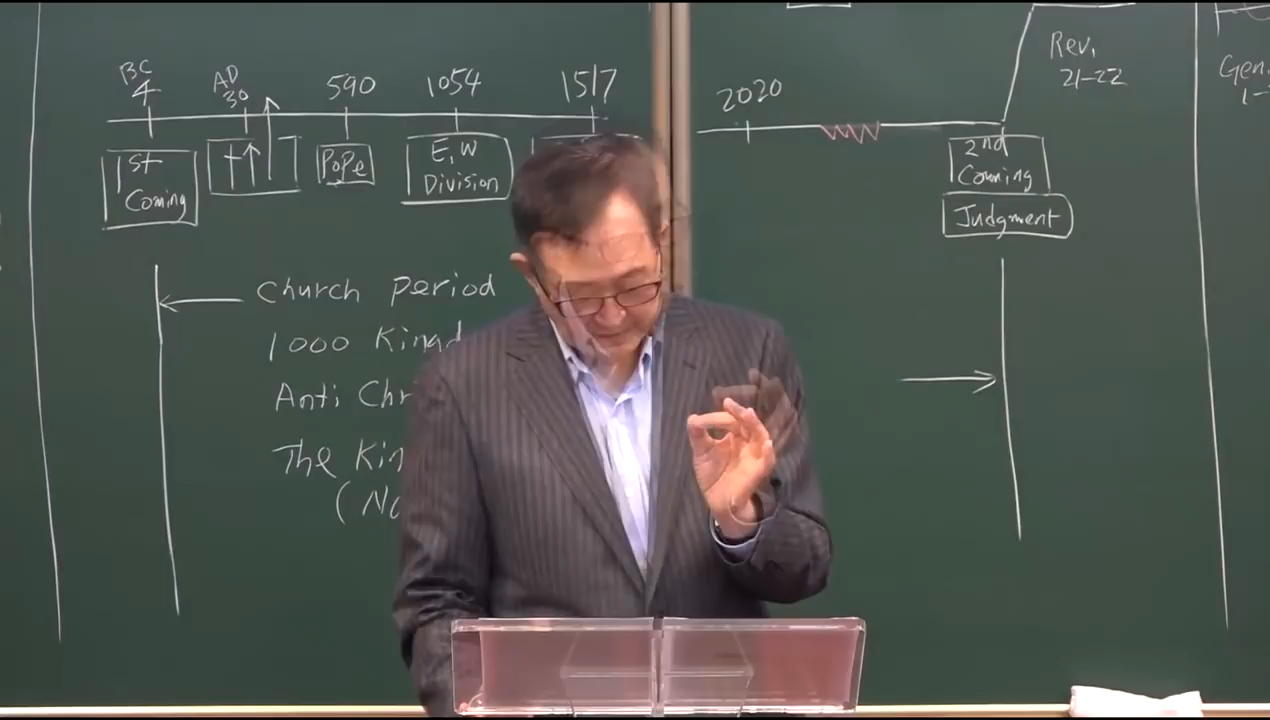 BC
4
AD
30
590
1054
1517
1st
Coming
PoPe
E, W
Division
2020
2nd
Coming
Judgment
Rev.
21-22
Gen.
Church period
1000
Anti
The